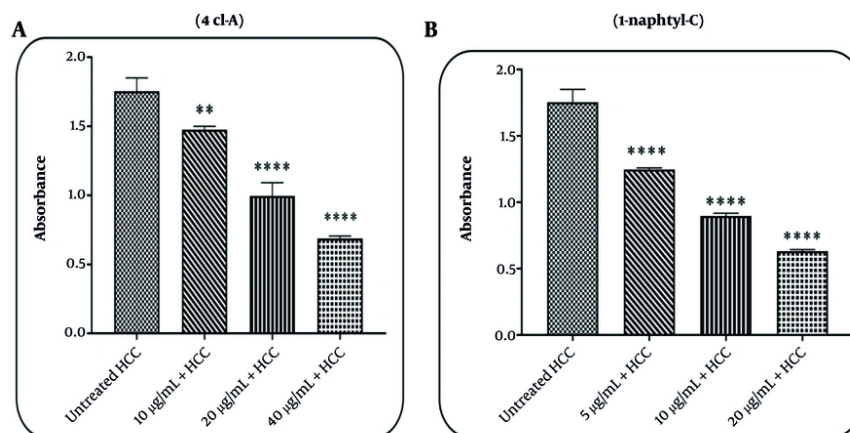 A
(4 cl-A)
Absorbance
2.0
1.5
1.0
0.5
0.0
**
****
****
Untreated HCC
10 µg/mL + HCC
20 µg/mL + HCC
40 µg/mL + HCC
B
(1-naphtyl-C)
Absorbance
2.0
1.5
1.0
0.5
0.0
****
****
****
Untreated HCC
5 µg/mL + HCC
10 µg/mL + HCC
20 µg/mL + HCC